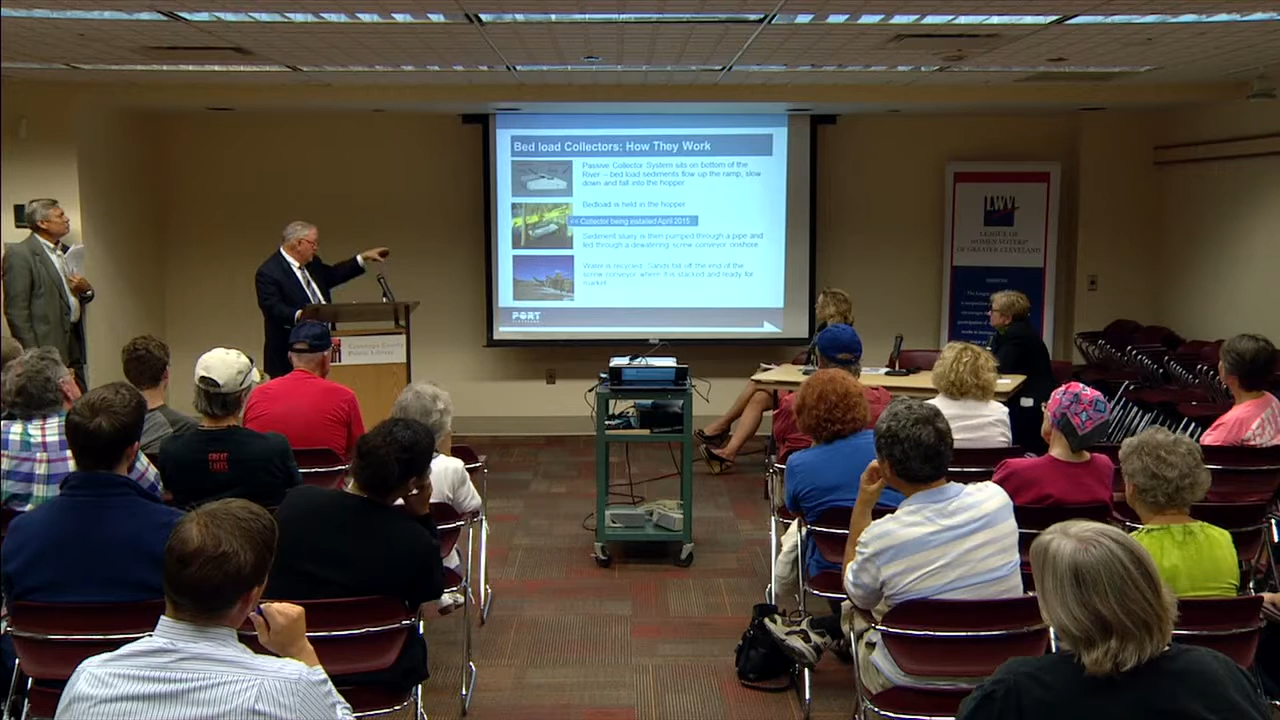 Bed load Collectors: How They Work
Passive Collector System sits on bottom of the
River – bed load sediments flow up the ramp, slow
down and fall into the hopper
Bedload is held in the hopper
Collector being installed April 2015
Sediment slurry is then pumped through a pipe and
fed through a dewatering screw conveyor onshore
Water is recycled. Sands fall off the end of the
screw conveyor where it is stacked and ready for
market.
PORT
LWV
LEAGUE OF
WOMEN VOTERS®
OF GREATER CLEVELAND
Cuyahoga County
Public Library
GREAT
LAKES